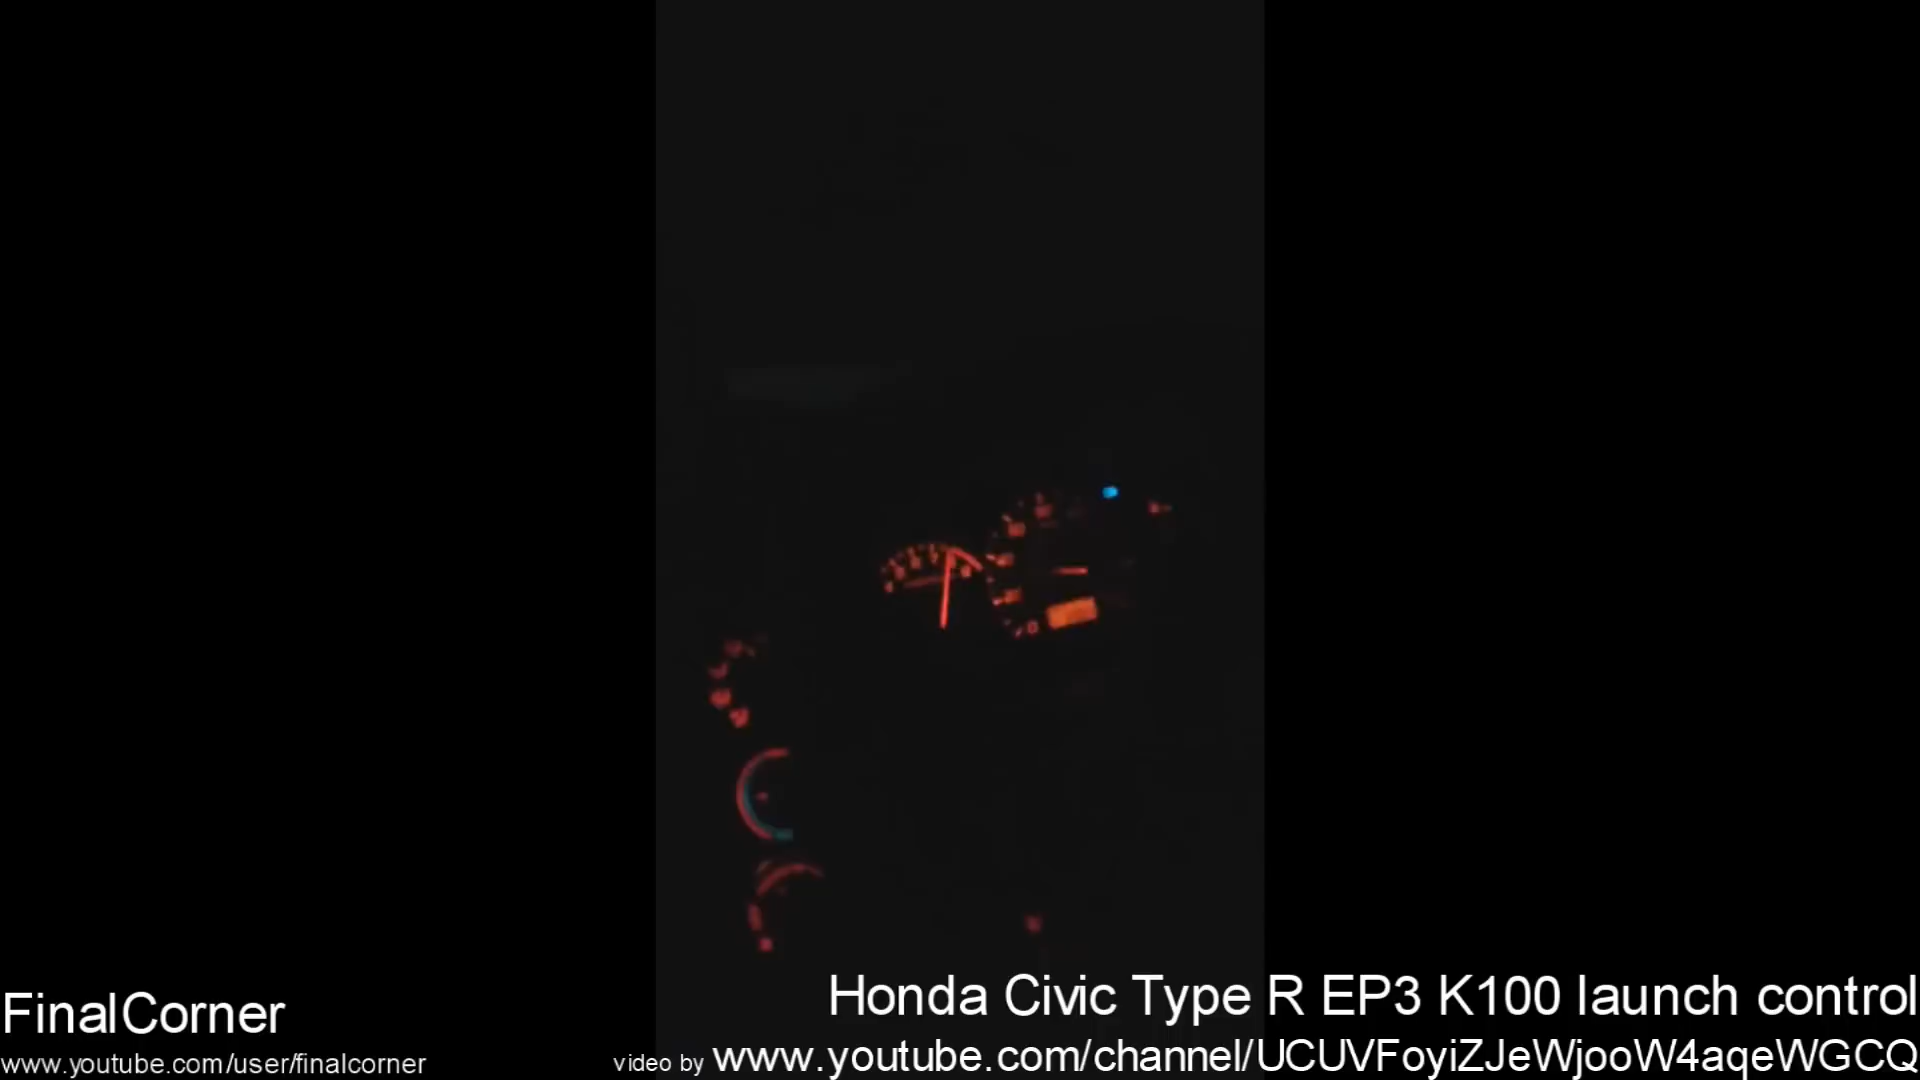 FinalCorner
www.youtube.com/user/finalcorner
Honda Civic Type R EP3 K100 launch control
video by www.youtube.com/channel/UCUVFoyiZJeWjooW4aqeWGCQ
0